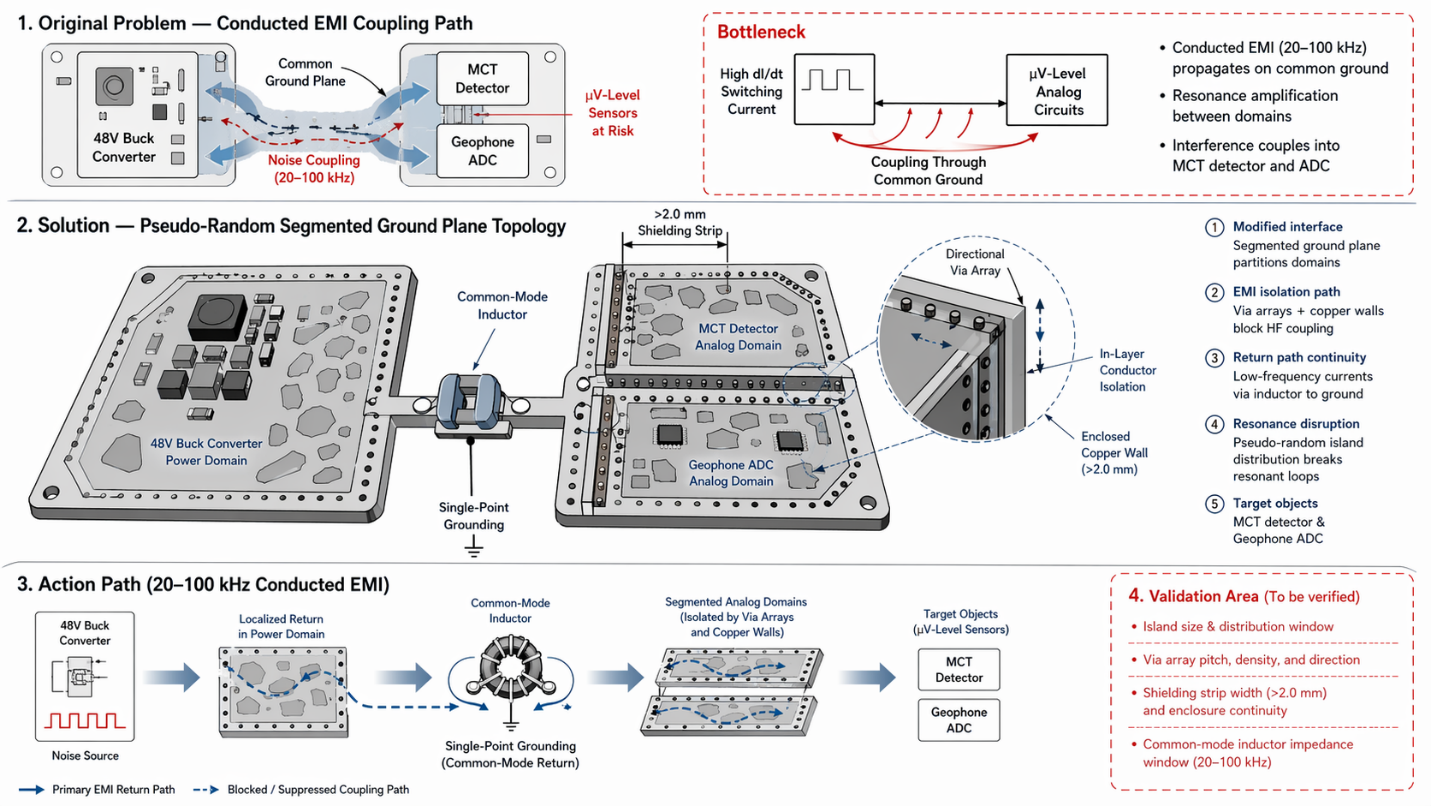 1. Original Problem — Conducted EMI Coupling Path
48V Buck
Converter
Common
Ground Plane
Noise Coupling
(20–100 kHz)
MCT
Detector
Geophone
ADC
μV-Level
Sensors
at Risk
Bottleneck
High dI/dt
Switching
Current
μV-Level
Analog
Circuits
Coupling Through
Common Ground
• Conducted EMI (20–100 kHz)
propagates on common ground
• Resonance amplification
between domains
• Interference couples into
MCT detector and ADC
2. Solution — Pseudo-Random Segmented Ground Plane Topology
>2.0 mm
Shielding Strip
48V Buck Converter
Power Domain
Common-Mode
Inductor
Single-Point
Grounding
MCT Detector
Analog Domain
Geophone ADC
Analog Domain
Directional
Via Array
In-Layer
Conductor
Isolation
Enclosed
Copper Wall
(>2.0 mm)
1 Modified interface
Segmented ground plane
partitions domains
2 EMI isolation path
Via arrays + copper walls
block HF coupling
3 Return path continuity
Low-frequency currents
via inductor to ground
4 Resonance disruption
Pseudo-random island
distribution breaks
resonant loops
5 Target objects
MCT detector &
Geophone ADC
3. Action Path (20–100 kHz Conducted EMI)
48V Buck
Converter
Noise Source
Localized Return
in Power Domain
Common-Mode
Inductor
Single-Point Grounding
(Common-Mode Return)
Segmented Analog Domains
(Isolated by Via Arrays
and Copper Walls)
Target Objects
(μV-Level Sensors)
MCT
Detector
Geophone
ADC
Primary EMI Return Path
Blocked / Suppressed Coupling Path
4. Validation Area (To be verified)
• Island size & distribution window
• Via array pitch, density, and direction
• Shielding strip width (>2.0 mm)
and enclosure continuity
• Common-mode inductor impedance
window (20–100 kHz)